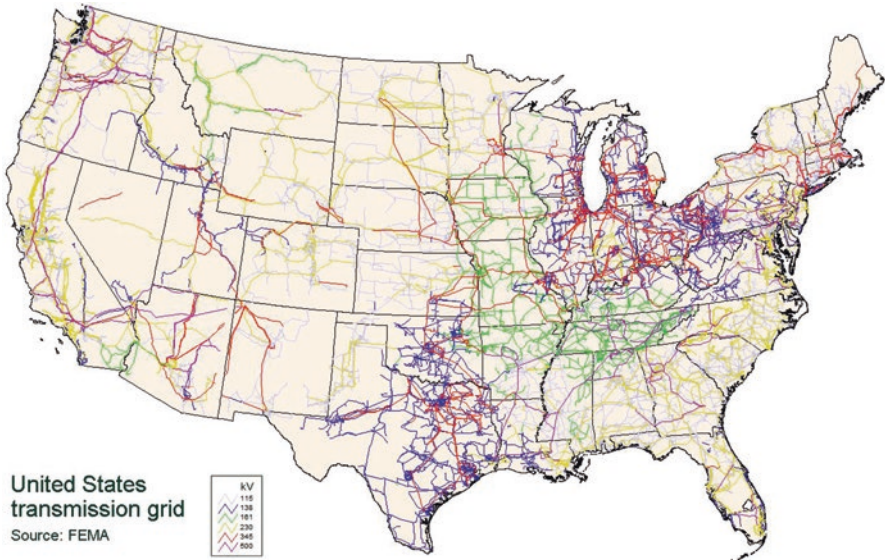 United States
transmission grid
Source: FEMA
kV
115
138
161
230
345
500